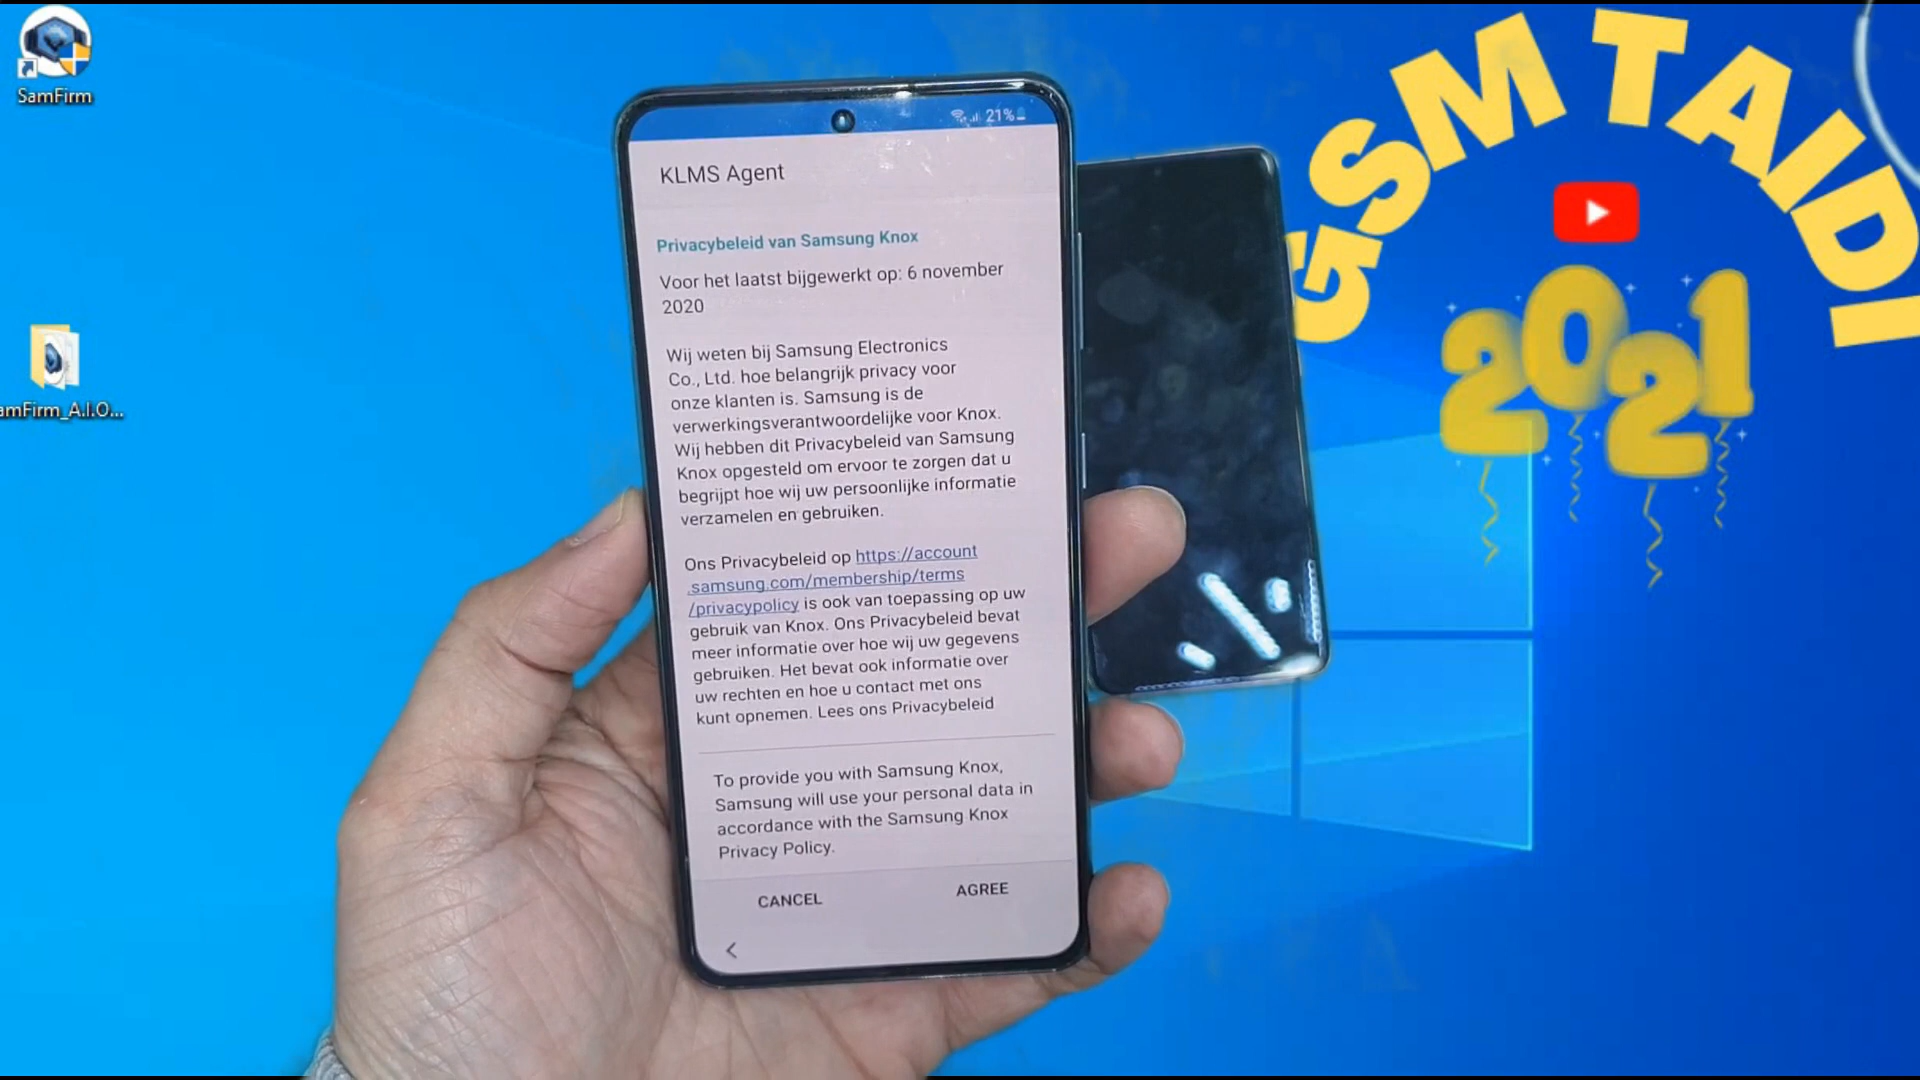 SamFirm
amFirm_A.I.O...
GSM TAIDI
2021
21%
KLMS Agent
Privacybeleid van Samsung Knox
Voor het laatst bijgewerkt op: 6 november
2020
Wij weten bij Samsung Electronics
Co., Ltd. hoe belangrijk privacy voor
onze klanten is. Samsung is de
verwerkingsverantwoordelijke voor Knox.
Wij hebben dit Privacybeleid van Samsung
Knox opgesteld om ervoor te zorgen dat u
begrijpt hoe wij uw persoonlijke informatie
verzamelen en gebruiken.
Ons Privacybeleid op https://account
.samsung.com/membership/terms
/privacypolicy is ook van toepassing op uw
gebruik van Knox. Ons Privacybeleid bevat
meer informatie over hoe wij uw gegevens
gebruiken. Het bevat ook informatie over
uw rechten en hoe u contact met ons
kunt opnemen. Lees ons Privacybeleid
To provide you with Samsung Knox,
Samsung will use your personal data in
accordance with the Samsung Knox
Privacy Policy.
CANCEL
AGREE